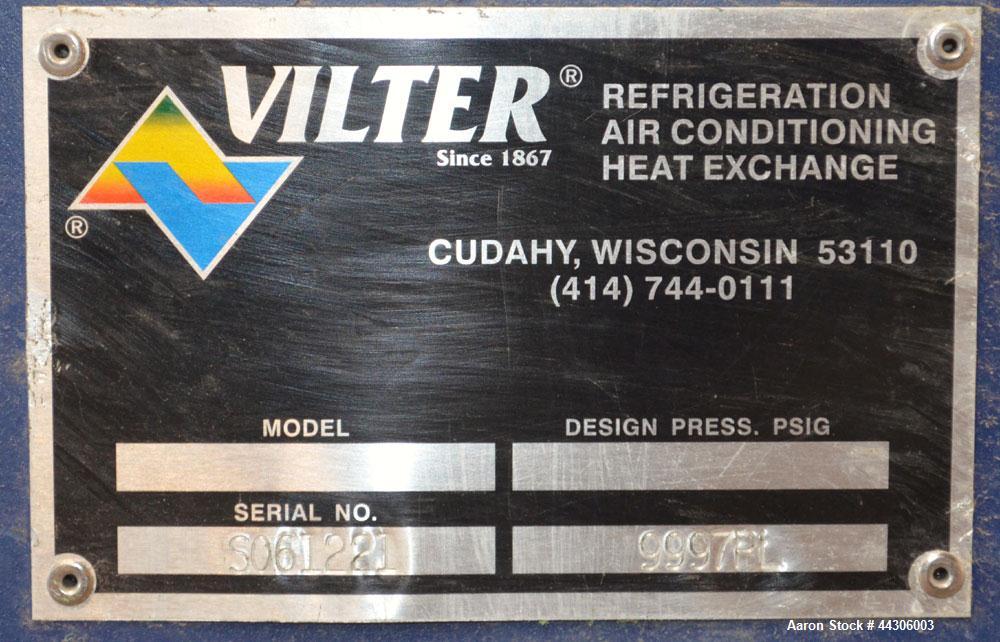 VILTER®
Since 1867
®
REFRIGERATION
AIR CONDITIONING
HEAT EXCHANGE
CUDAHY, WISCONSIN 53110
(414) 744-0111
MODEL
DESIGN PRESS. PSIG
SERIAL NO.
S061221
9997PL
Aaron Stock # 44306003